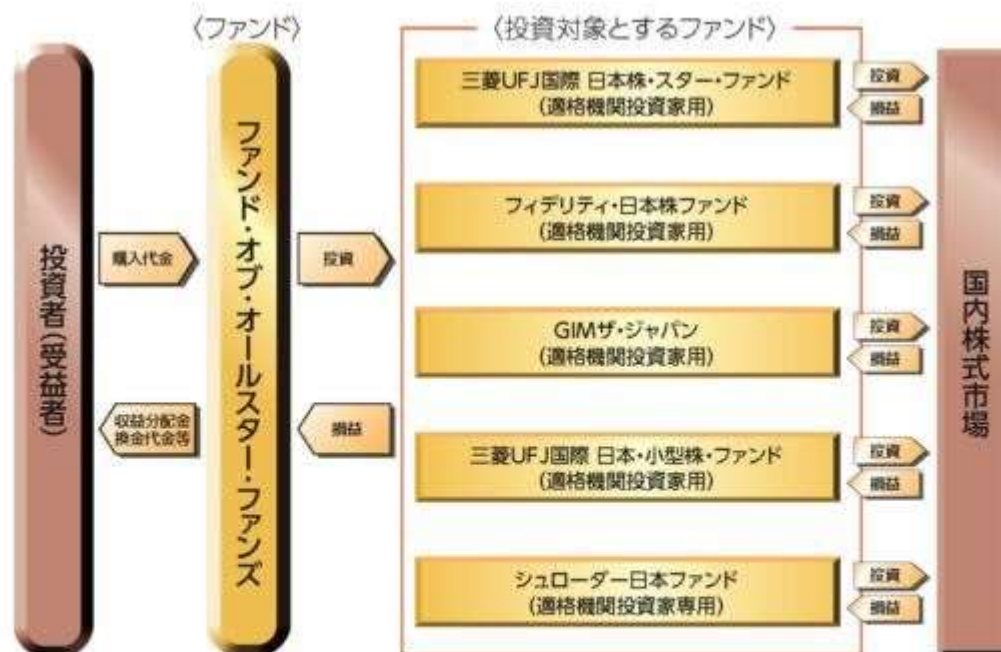 〈ファンド〉
〈投資対象とするファンド〉
投資者(受益者)
購入代金
収益分配金
換金代金等
ファンド・オブ・オールスター・ファンズ
投資
損益
三菱UFJ国際 日本株・スター・ファンド
(適格機関投資家用)
投資
損益
フィデリティ・日本株ファンド
(適格機関投資家用)
投資
損益
GIMザ・ジャパン
(適格機関投資家用)
投資
損益
三菱UFJ国際 日本・小型株・ファンド
(適格機関投資家用)
投資
損益
シュローダー日本ファンド
(適格機関投資家専用)
投資
損益
国内株式市場